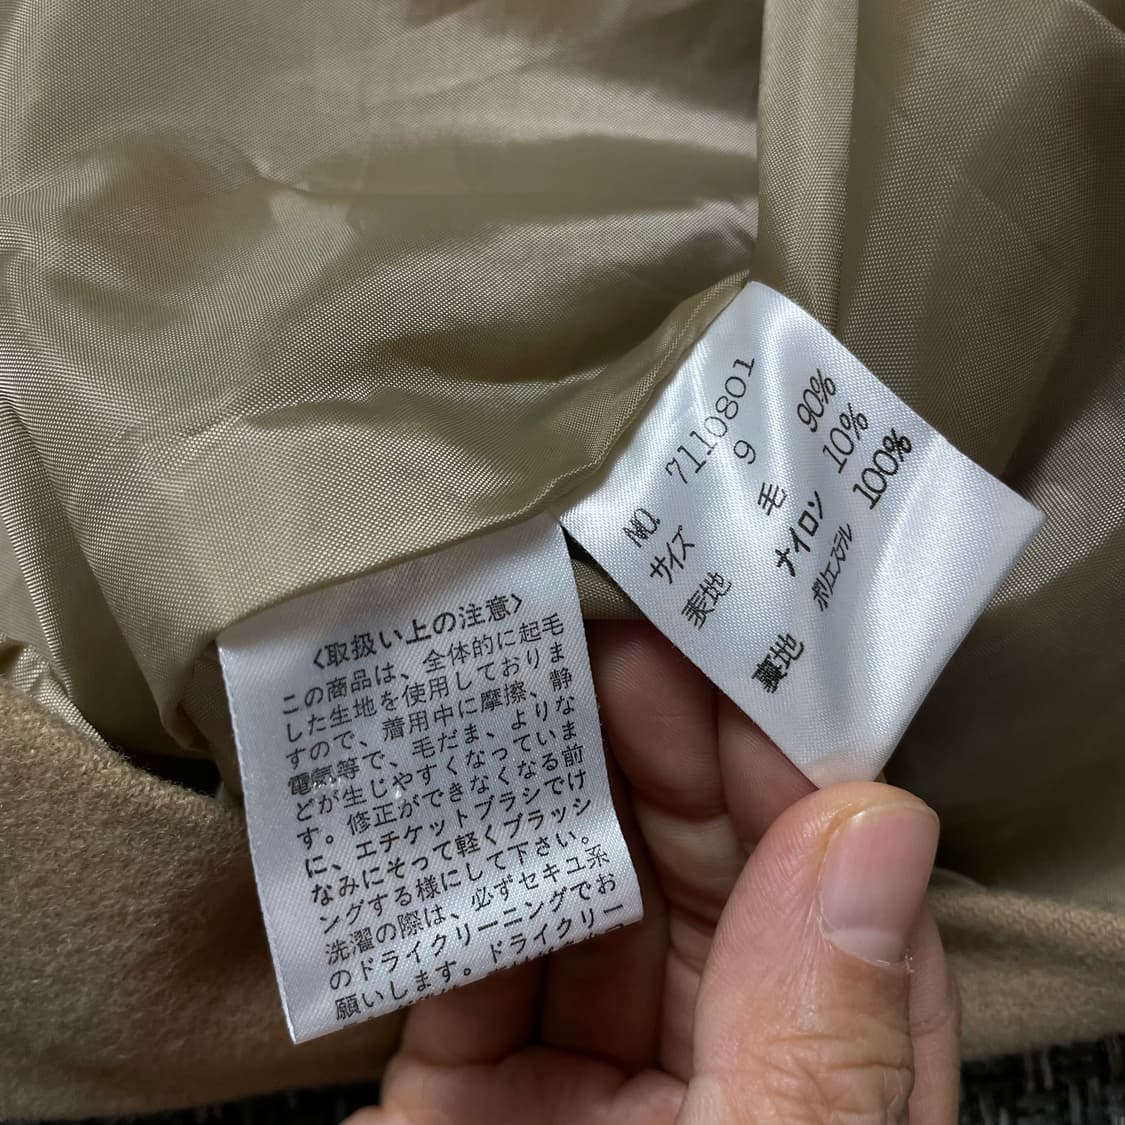 〈取扱い上の注意〉
この商品は、全体的に起毛
した生地を使用しておりま
すので、着用中に摩擦、静
電気等で、毛だま、よりな
どが生じやすくなっていま
す。修正ができなくなる前
に、エチケットブラシでけ
なみにそって軽くブラッシ
ングする様にして下さい。
洗濯の際は、必ずセキユ系
のドライクリーニングでお
願いします。ドライクリー
NO. 7110801
サイズ 9
表地 毛 90%
ナイロン 10%
裏地 ポリエステル 100%